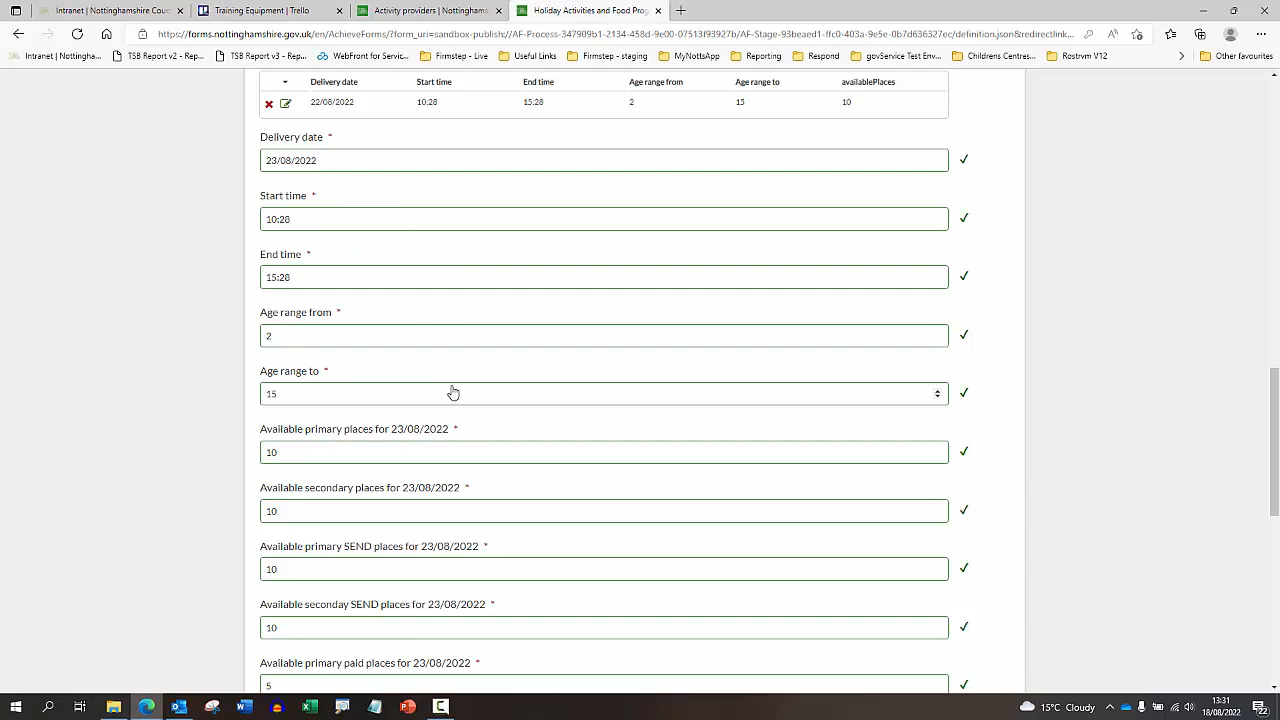 Intranet | Nottinghamshire Coun
Training Equipment | Trello
Activity providers | Nottinghams
Holiday Activities and Food Prog
https://forms.nottinghamshire.gov.uk/en/AchieveForms/?form_uri=sandbox-publish://AF-Process-347909b1-2134-458d-9e00-07513f93927b/AF-Stage-93beaed1-ffc0-403a-9e5e-0b7d636327ec/definition.json&redirectlink...
Intranet | Nottingha...
TSB Report v2 - Rep...
TSB Report v3 - Rep...
WebFront for Servic...
Firmstep - Live
Useful Links
Firmstep - staging
MyNottsApp
Reporting
Respond
govService Test Env...
Childrens Centres...
Rostrvm V12
Other favourites
Delivery date Start time End time Age range from Age range to availablePlaces
22/08/2022 10:28 15:28 2 15 10
Delivery date *
23/08/2022
Start time *
10:28
End time *
15:28
Age range from *
2
Age range to *
15
Available primary places for 23/08/2022 *
10
Available secondary places for 23/08/2022 *
10
Available primary SEND places for 23/08/2022 *
10
Available seconday SEND places for 23/08/2022 *
10
Available primary paid places for 23/08/2022 *
5
15°C Cloudy
13:31
18/08/2022